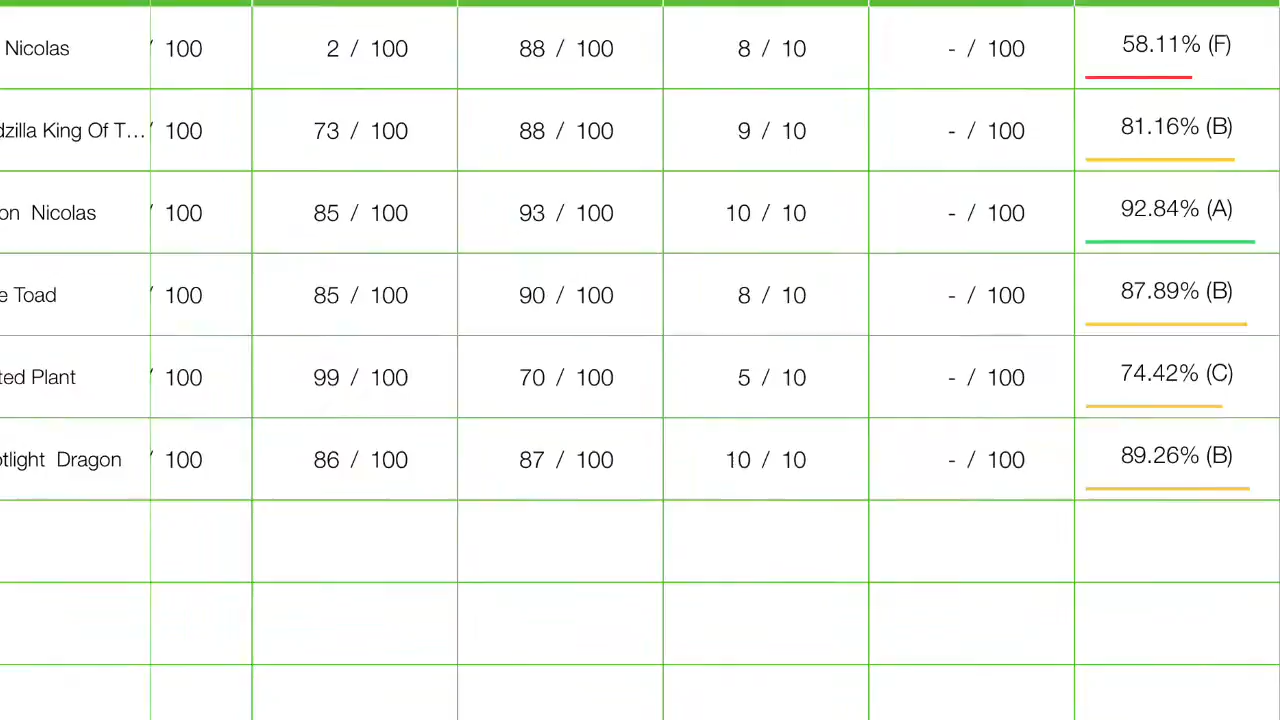 Nicolas / 100 2 / 100 88 / 100 8 / 10 - / 100 58.11% (F)
dzilla King Of T... / 100 73 / 100 88 / 100 9 / 10 - / 100 81.16% (B)
on Nicolas / 100 85 / 100 93 / 100 10 / 10 - / 100 92.84% (A)
e Toad / 100 85 / 100 90 / 100 8 / 10 - / 100 87.89% (B)
ted Plant / 100 99 / 100 70 / 100 5 / 10 - / 100 74.42% (C)
otlight Dragon / 100 86 / 100 87 / 100 10 / 10 - / 100 89.26% (B)